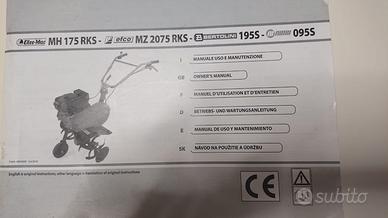 Oleo-Mac MH 175 RKS - efco MZ 2075 RKS - BERTOLINI 195S - 095S
I MANUALE USO E MANUTENZIONE
GB OWNER'S MANUAL
F MANUEL D'UTILISATION ET D'ENTRETIEN
D BETRIEBS- UND WARTUNGSANLEITUNG
E MANUAL DE USO Y MANTENIMIENTO
SK NÁVOD NA POUŽITIE A ÚDRŽBU
English is original instructions, other language = translation of original instructions
CE
subito